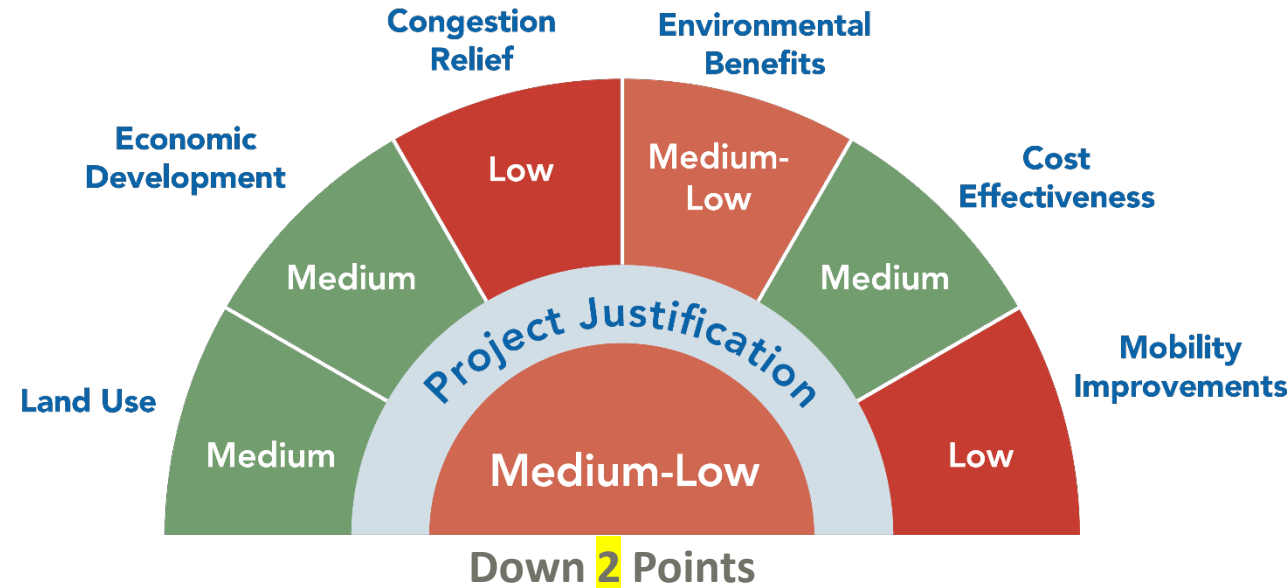 Congestion
Relief
Environmental
Benefits
Economic
Development
Cost
Effectiveness
Low
Medium-
Low
Medium
Medium
Project Justification
Mobility
Improvements
Land Use
Medium
Medium-Low
Low
Down 2 Points